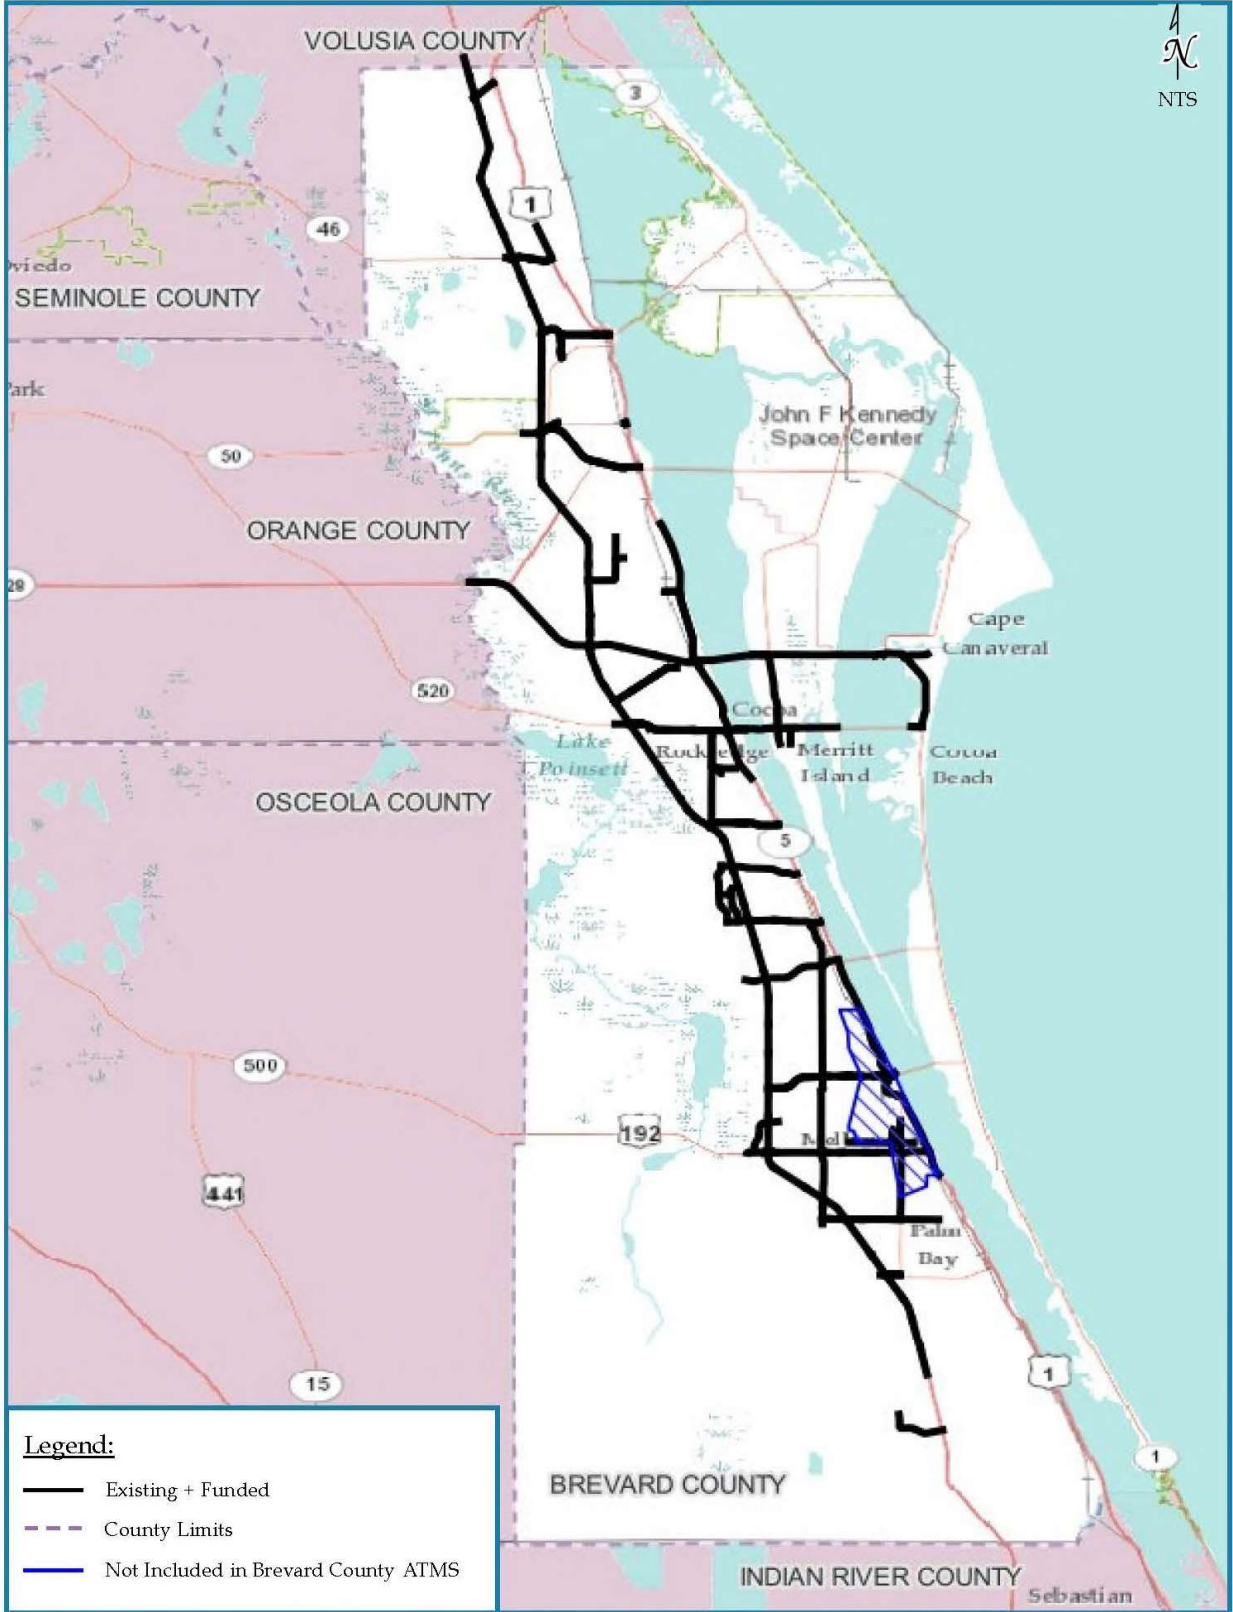 VOLUSIA COUNTY
N
NTS
3
1
46
SEMINOLE COUNTY
John F Kennedy
Space Center
50
ORANGE COUNTY
Cape
Canaveral
520
Cocoa
Lake
Poinsett
Rockledge
Merritt
Island
Cocoa
Beach
OSCEOLA COUNTY
5
500
192
441
Palm
Bay
15
1
1
BREVARD COUNTY
INDIAN RIVER COUNTY
Sebastian
Legend:
Existing + Funded
County Limits
Not Included in Brevard County ATMS